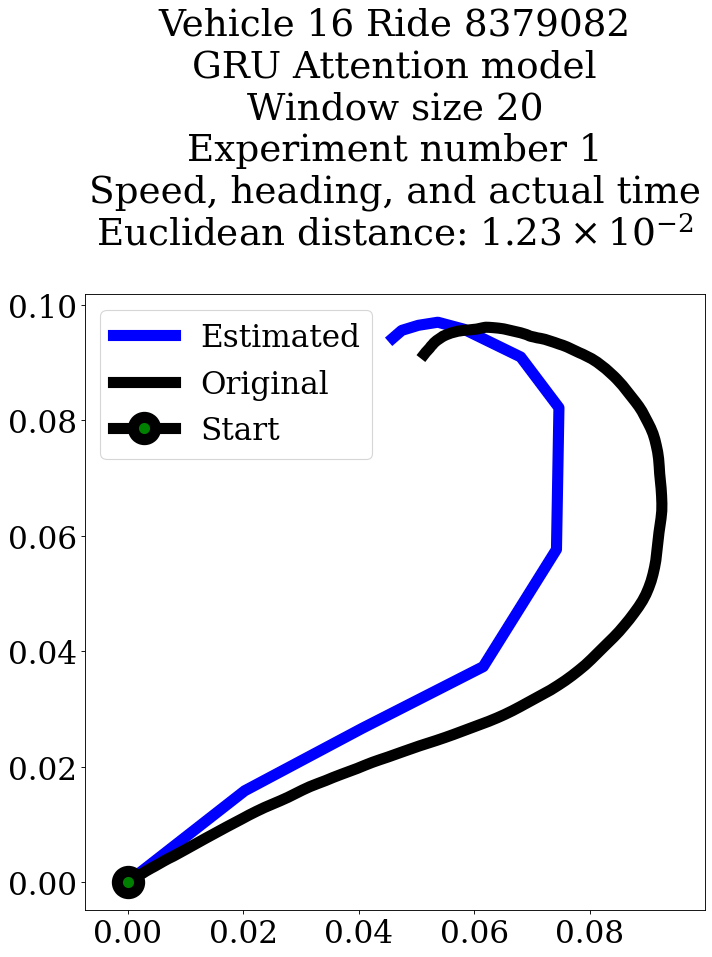 Vehicle 16 Ride 8379082
GRU Attention model
Window size 20
Experiment number 1
Speed, heading, and actual time
Euclidean distance: 1.23 × 10⁻²
0.10
0.08
0.06
0.04
0.02
0.00
Estimated
Original
Start
0.00 0.02 0.04 0.06 0.08